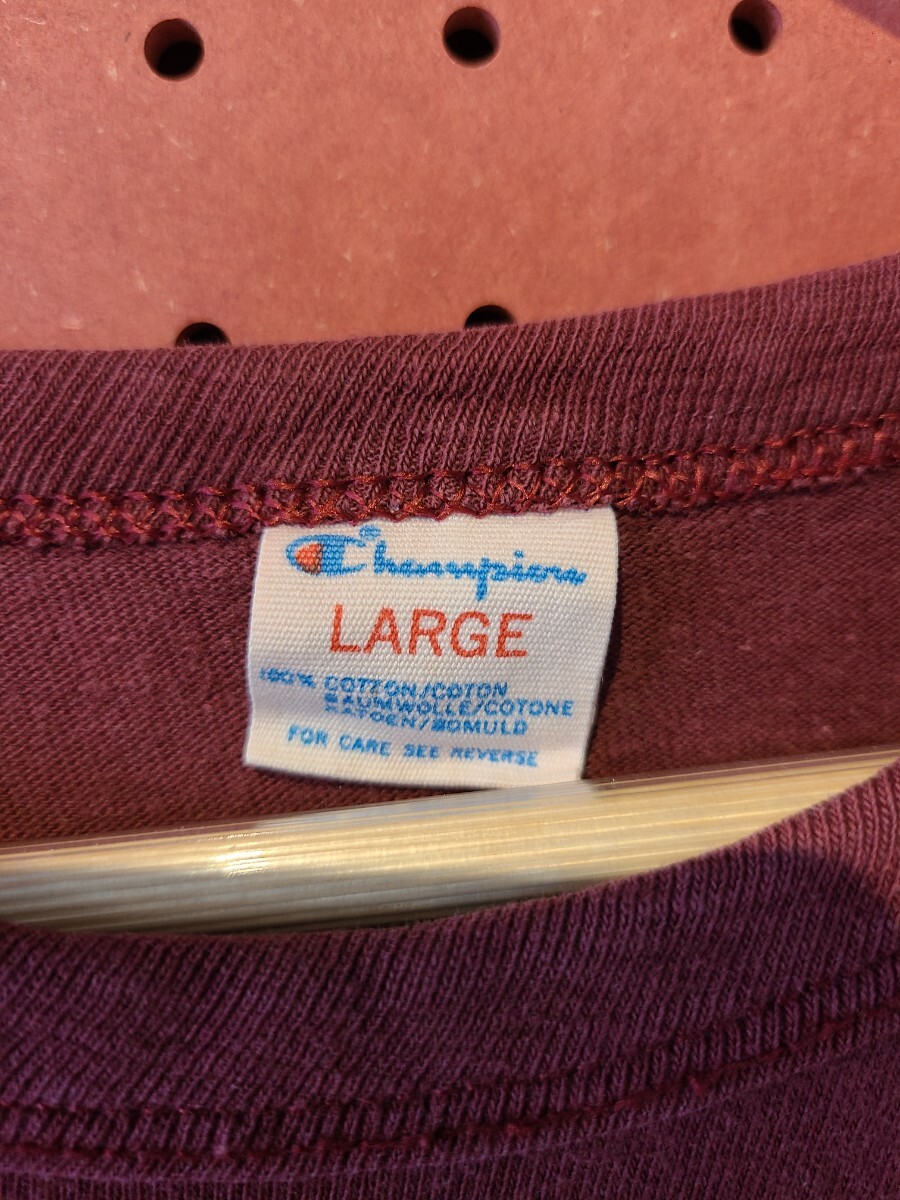 Champion
LARGE
100% COTTON/COTON
BAUMWOLLE/COTONE
KATOEN/BOMULD
FOR CARE SEE REVERSE